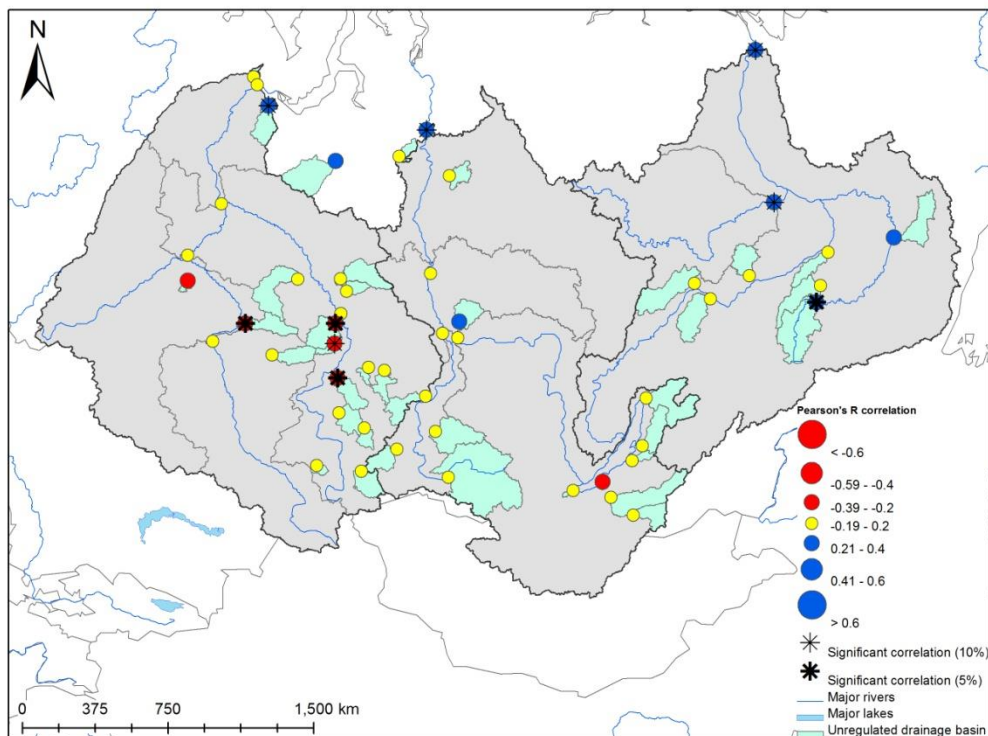 N
Pearson's R correlation
< -0.6
-0.59 - -0.4
-0.39 - -0.2
-0.19 - 0.2
0.21 - 0.4
0.41 - 0.6
> 0.6
Significant correlation (10%)
Significant correlation (5%)
Major rivers
Major lakes
Unregulated drainage basin
0 375 750 1,500 km